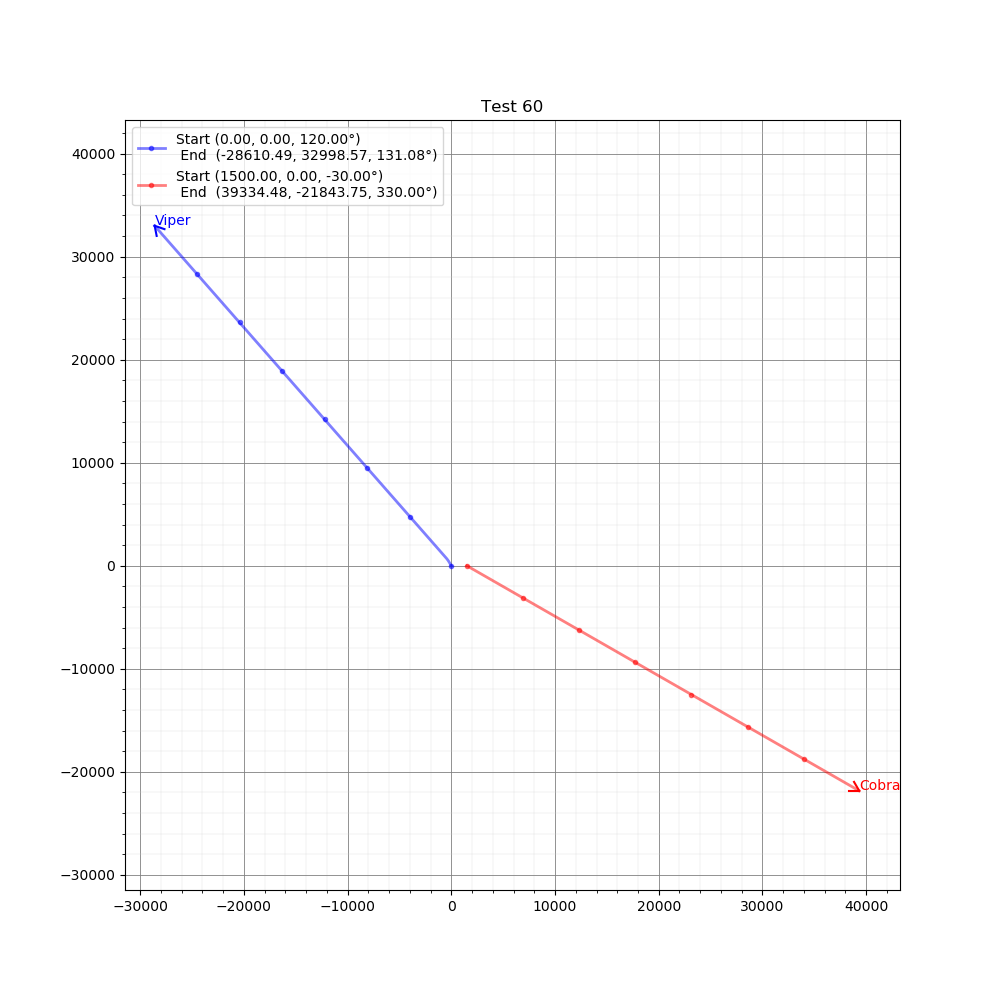 Test 60
Start (0.00, 0.00, 120.00°)
End  (-28610.49, 32998.57, 131.08°)
Start (1500.00, 0.00, -30.00°)
End  (39334.48, -21843.75, 330.00°)
40000
Viper
30000
20000
10000
0
−10000
−20000
Cobra
−30000
−30000 −20000 −10000 0 10000 20000 30000 40000